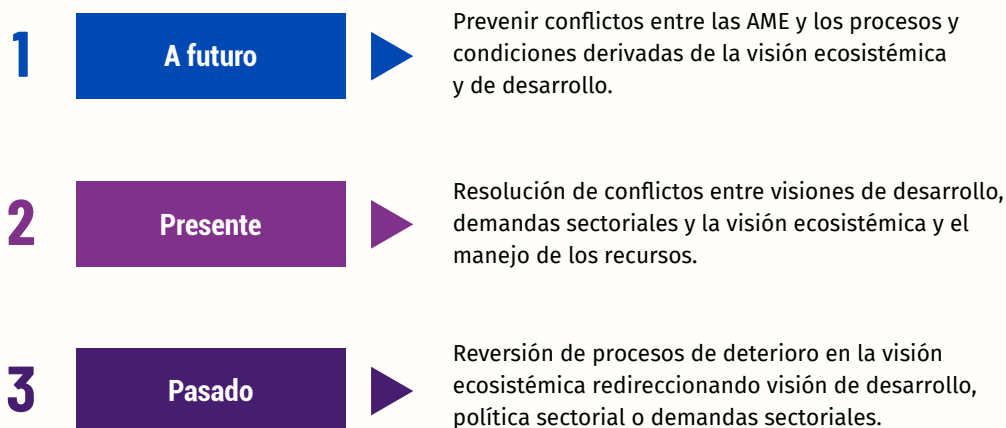 1
A futuro
Prevenir conflictos entre las AME y los procesos y
condiciones derivadas de la visión ecosistémica
y de desarrollo.
2
Presente
Resolución de conflictos entre visiones de desarrollo,
demandas sectoriales y la visión ecosistémica y el
manejo de los recursos.
3
Pasado
Reversión de procesos de deterioro en la visión
ecosistémica redireccionando visión de desarrollo,
política sectorial o demandas sectoriales.